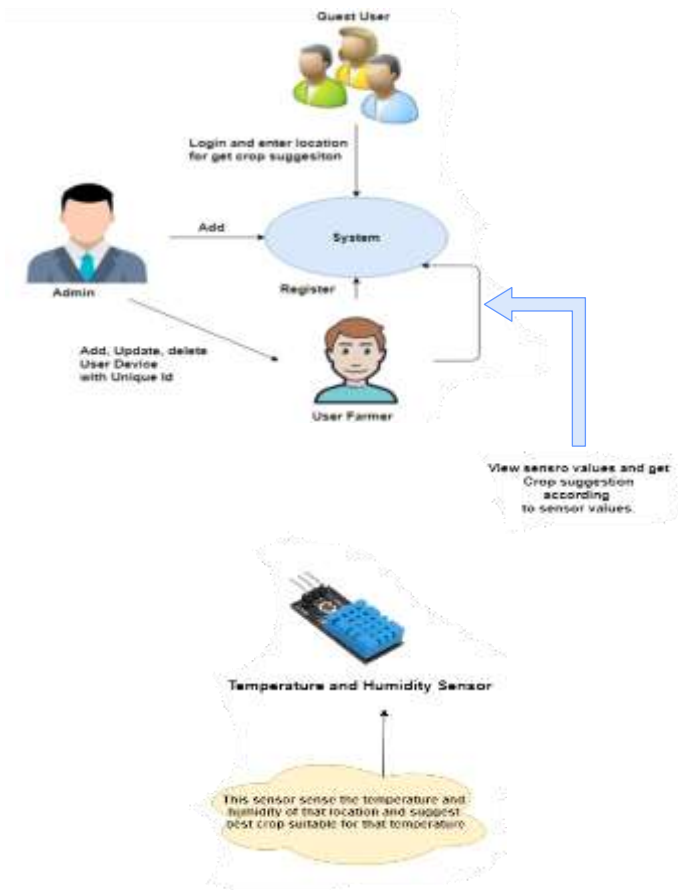 Guest User
Login and enter location
for get crop suggesiton
Add
System
Admin
Register
Add, Update, delete
User Device
with Unique Id
User Farmer
View sensro values and get
Crop suggestion
according
to sensor values.
Temperature and Humidity Sensor
This sensor sense the temperature and
humidity of that location and suggest
best crop suitable for that temperature